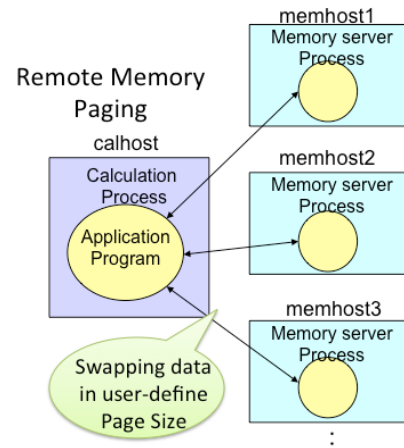 Remote Memory
Paging
calhost
Calculation
Process
Application
Program
Swapping data
in user-define
Page Size
memhost1
Memory server
Process
memhost2
Memory server
Process
memhost3
Memory server
Process
: